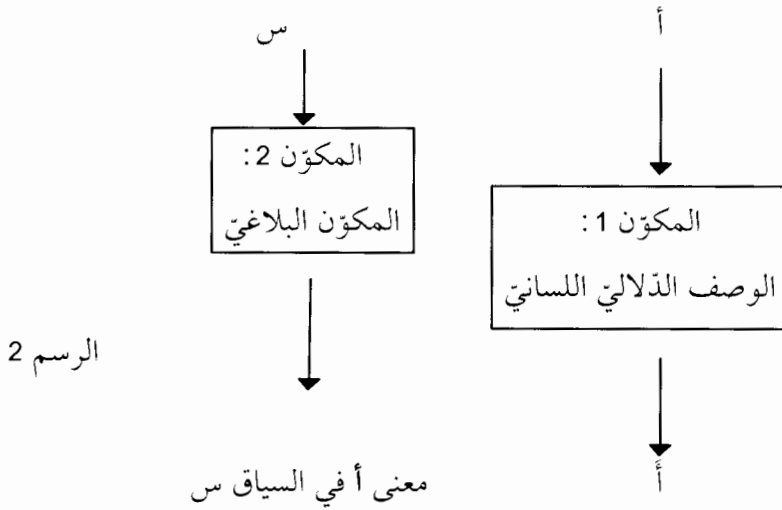 أ
س
المكوّن 1 :
الوصف الدّلاليّ اللسانيّ
المكوّن 2 :
المكوّن البلاغيّ
الرسم 2
أَ
معنى أ في السياق س